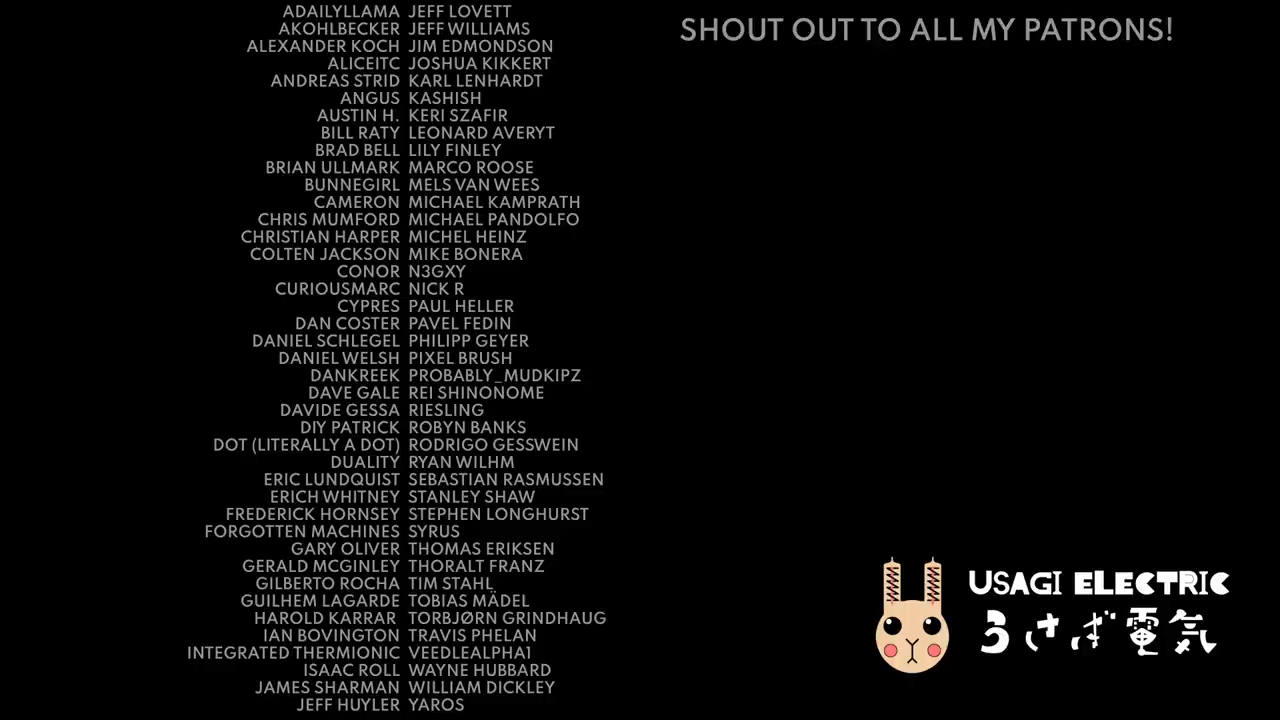 ADAILYLLAMA JEFF LOVETT
AKOHLBECKER JEFF WILLIAMS
ALEXANDER KOCH JIM EDMONDSON
ALICEITC JOSHUA KIKKERT
ANDREAS STRID KARL LENHARDT
ANGUS KASHISH
AUSTIN H. KERI SZAFIR
BILL RATY LEONARD AVERYT
BRAD BELL LILY FINLEY
BRIAN ULLMARK MARCO ROOSE
BUNNEGIRL MELS VAN WEES
CAMERON MICHAEL KAMPRATH
CHRIS MUMFORD MICHAEL PANDOLFO
CHRISTIAN HARPER MICHEL HEINZ
COLTEN JACKSON MIKE BONERA
CONOR N3GXY
CURIOUSMARC NICK R
CYPRES PAUL HELLER
DAN COSTER PAVEL FEDIN
DANIEL SCHLEGEL PHILIPP GEYER
DANIEL WELSH PIXEL BRUSH
DANKREEK PROBABLY_MUDKIPZ
DAVE GALE REI SHINONOME
DAVIDE GESSA RIESLING
DIY PATRICK ROBYN BANKS
DOT (LITERALLY A DOT) RODRIGO GESSWEIN
DUALITY RYAN WILHM
ERIC LUNDQUIST SEBASTIAN RASMUSSEN
ERICH WHITNEY STANLEY SHAW
FREDERICK HORNSEY STEPHEN LONGHURST
FORGOTTEN MACHINES SYRUS
GARY OLIVER THOMAS ERIKSEN
GERALD MCGINLEY THORALT FRANZ
GILBERTO ROCHA TIM STAHL
GUILHEM LAGARDE TOBIAS MÄDEL
HAROLD KARRAR TORBJØRN GRINDHAUG
IAN BOVINGTON TRAVIS PHELAN
INTEGRATED THERMIONIC VEEDLEALPHA1
ISAAC ROLL WAYNE HUBBARD
JAMES SHARMAN WILLIAM DICKLEY
JEFF HUYLER YAROS
SHOUT OUT TO ALL MY PATRONS!
USAGI ELECTRIC
うさぎ電気